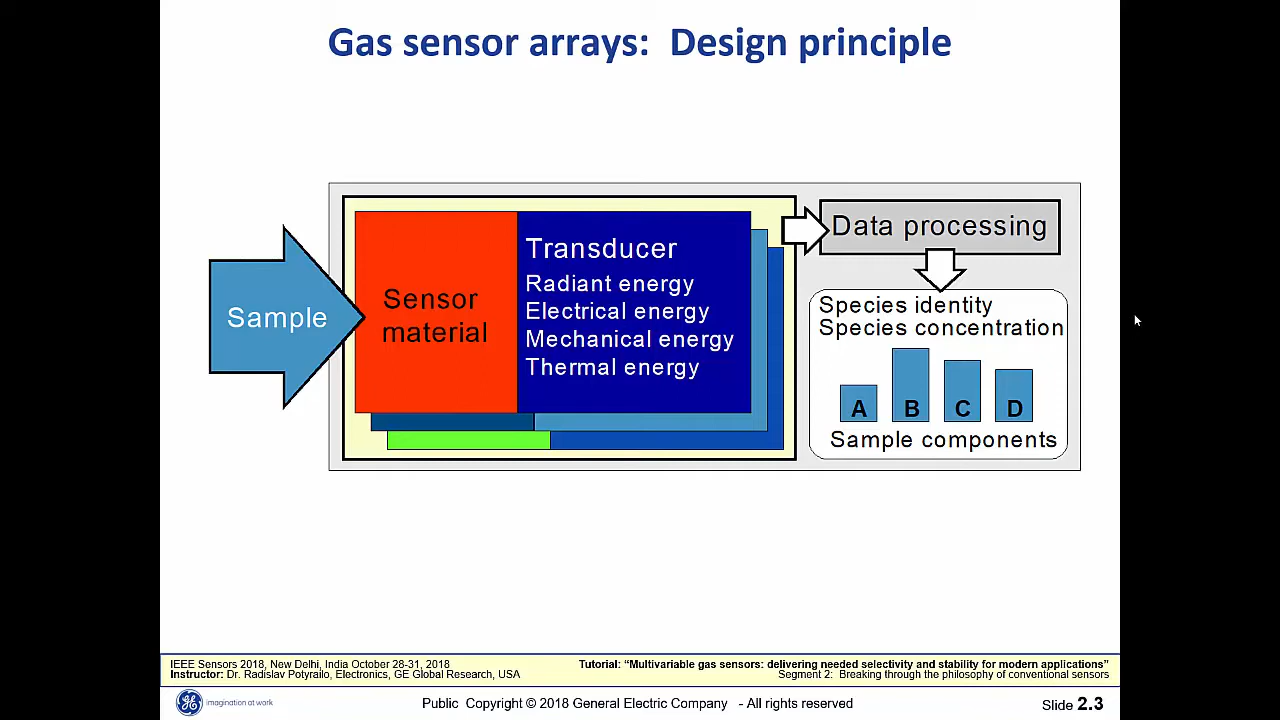 Gas sensor arrays:  Design principle
Sample
Sensor
material
Transducer
Radiant energy
Electrical energy
Mechanical energy
Thermal energy
Data processing
Species identity
Species concentration
A B C D
Sample components
IEEE Sensors 2018, New Delhi, India October 28-31, 2018
Instructor: Dr. Radislav Potyrailo, Electronics, GE Global Research, USA
Tutorial: “Multivariable gas sensors: delivering needed selectivity and stability for modern applications”
Segment 2:  Breaking through the philosophy of conventional sensors
GE imagination at work
Public  Copyright © 2018 General Electric Company   - All rights reserved
Slide 2.3